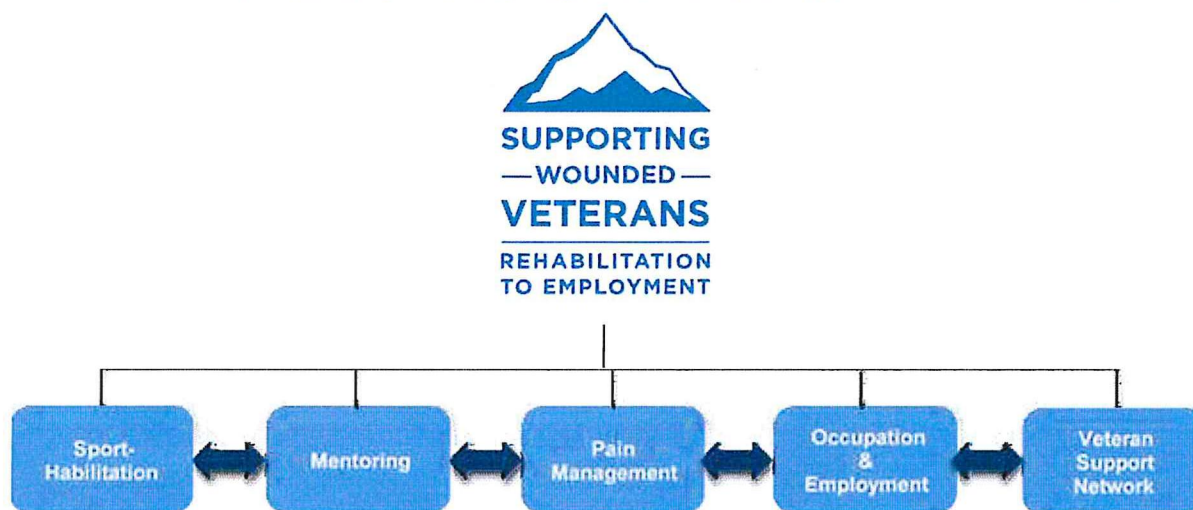 SUPPORTING
WOUNDED
VETERANS
REHABILITATION
TO EMPLOYMENT
Sport-
Habilitation
Mentoring
Pain
Management
Occupation
&
Employment
Veteran
Support
Network